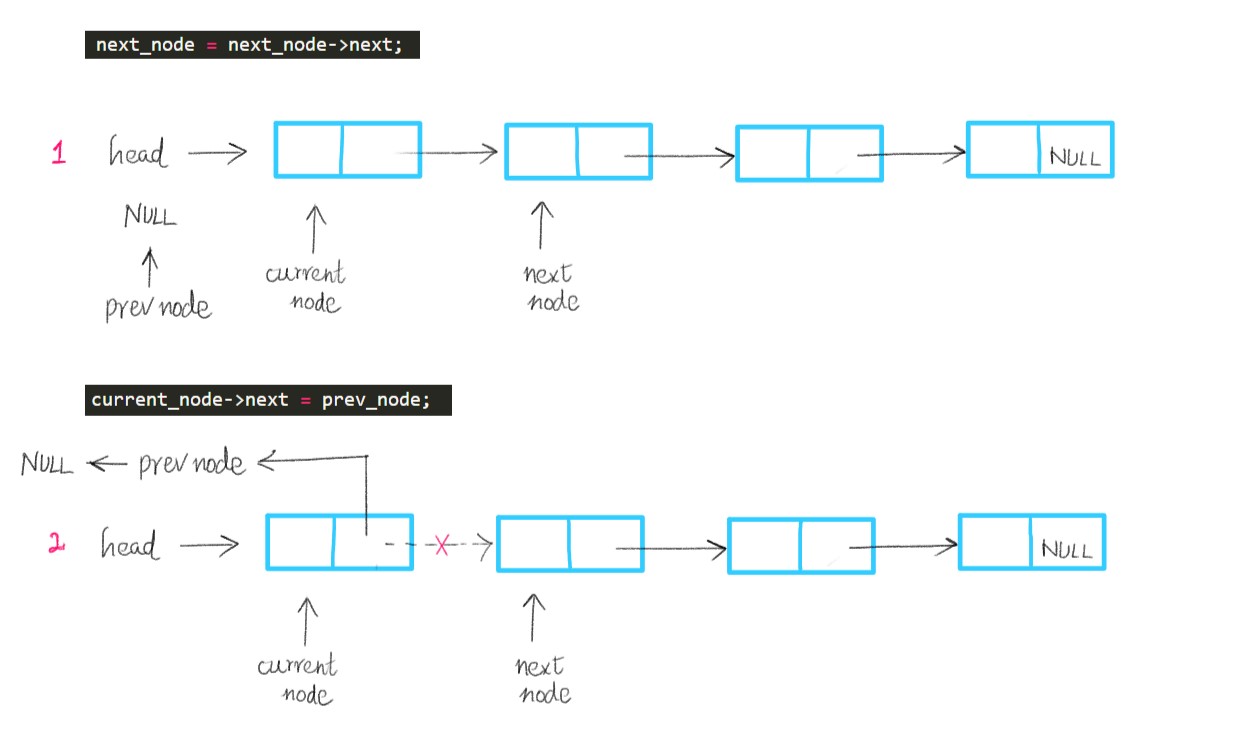 next_node = next_node->next;
1 head NULL
NULL
prev node
current
node
next
node
current_node->next = prev_node;
NULL prev node
2 head NULL
current
node
next
node